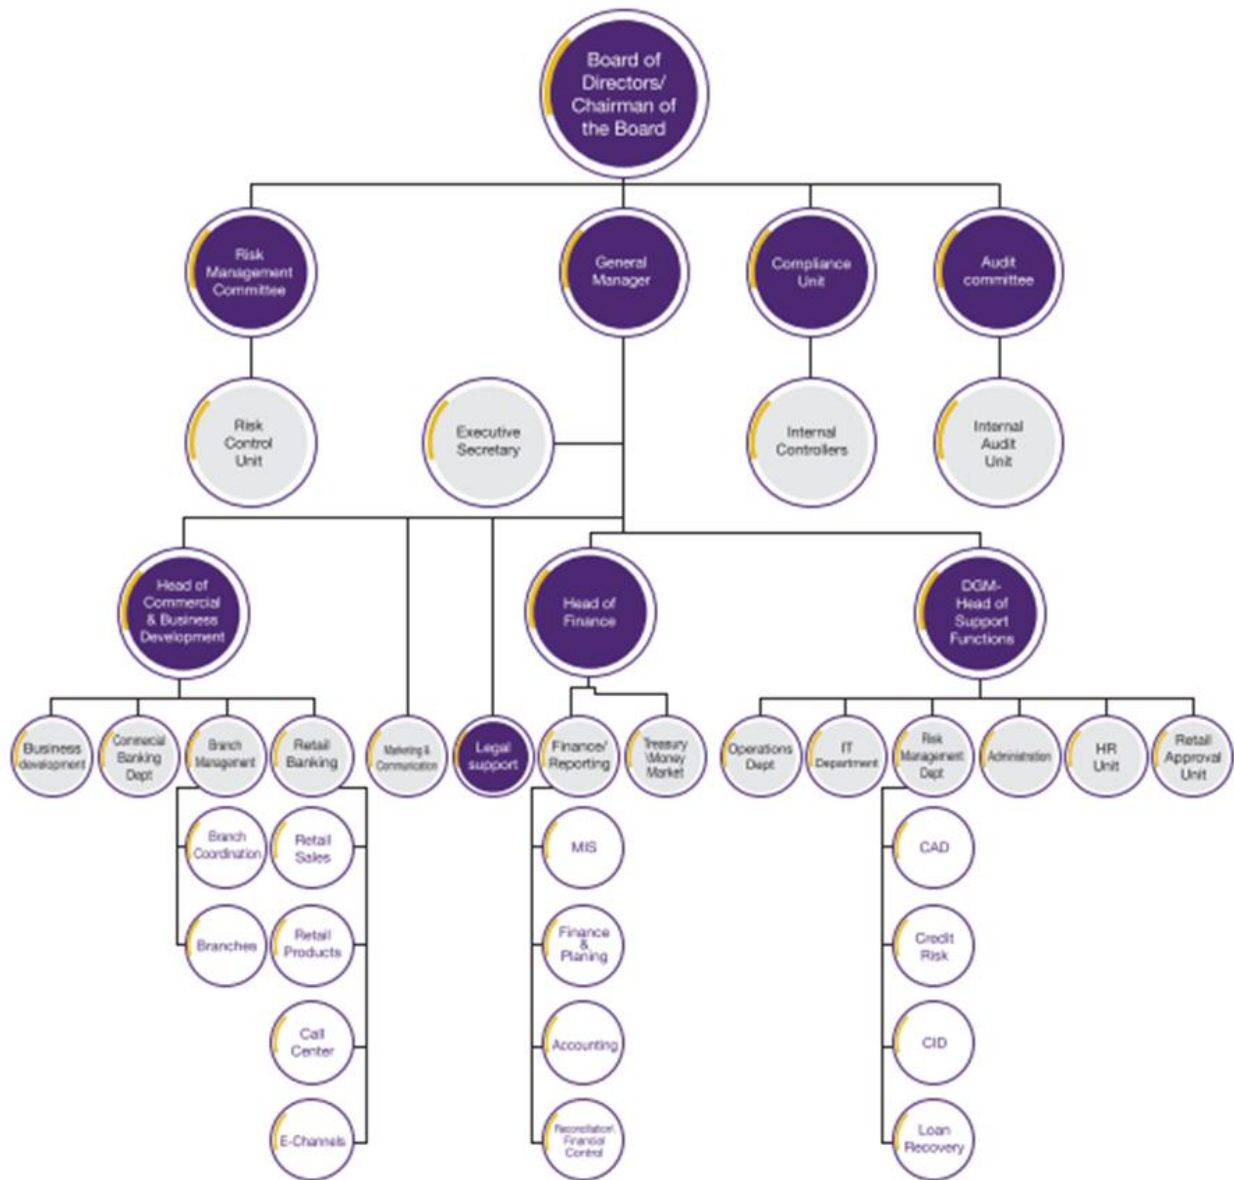 Board of
Directors/
Chairman of
the Board
Risk
Management
Committee
General
Manager
Compliance
Unit
Audit
committee
Risk
Control
Unit
Executive
Secretary
Internal
Controllers
Internal
Audit
Unit
Head of
Commercial
& Business
Development
Head of
Finance
DGM-
Head of
Support
Functions
Business
development
Commercial
Banking
Dept
Branch
Management
Retail
Banking
Marketing &
Communication
Legal
support
Finance/
Reporting
Treasury
\Money
Market
Operations
Dept
IT
Department
Risk
Management
Dept
Administration
HR
Unit
Retail
Approval
Unit
Branch
Coordination
Retail
Sales
MIS
CAD
Branches
Retail
Products
Finance
&
Planing
Credit
Risk
Call
Center
Accounting
CID
E-Channels
Reconciliation\
Financial
Control
Loan
Recovery